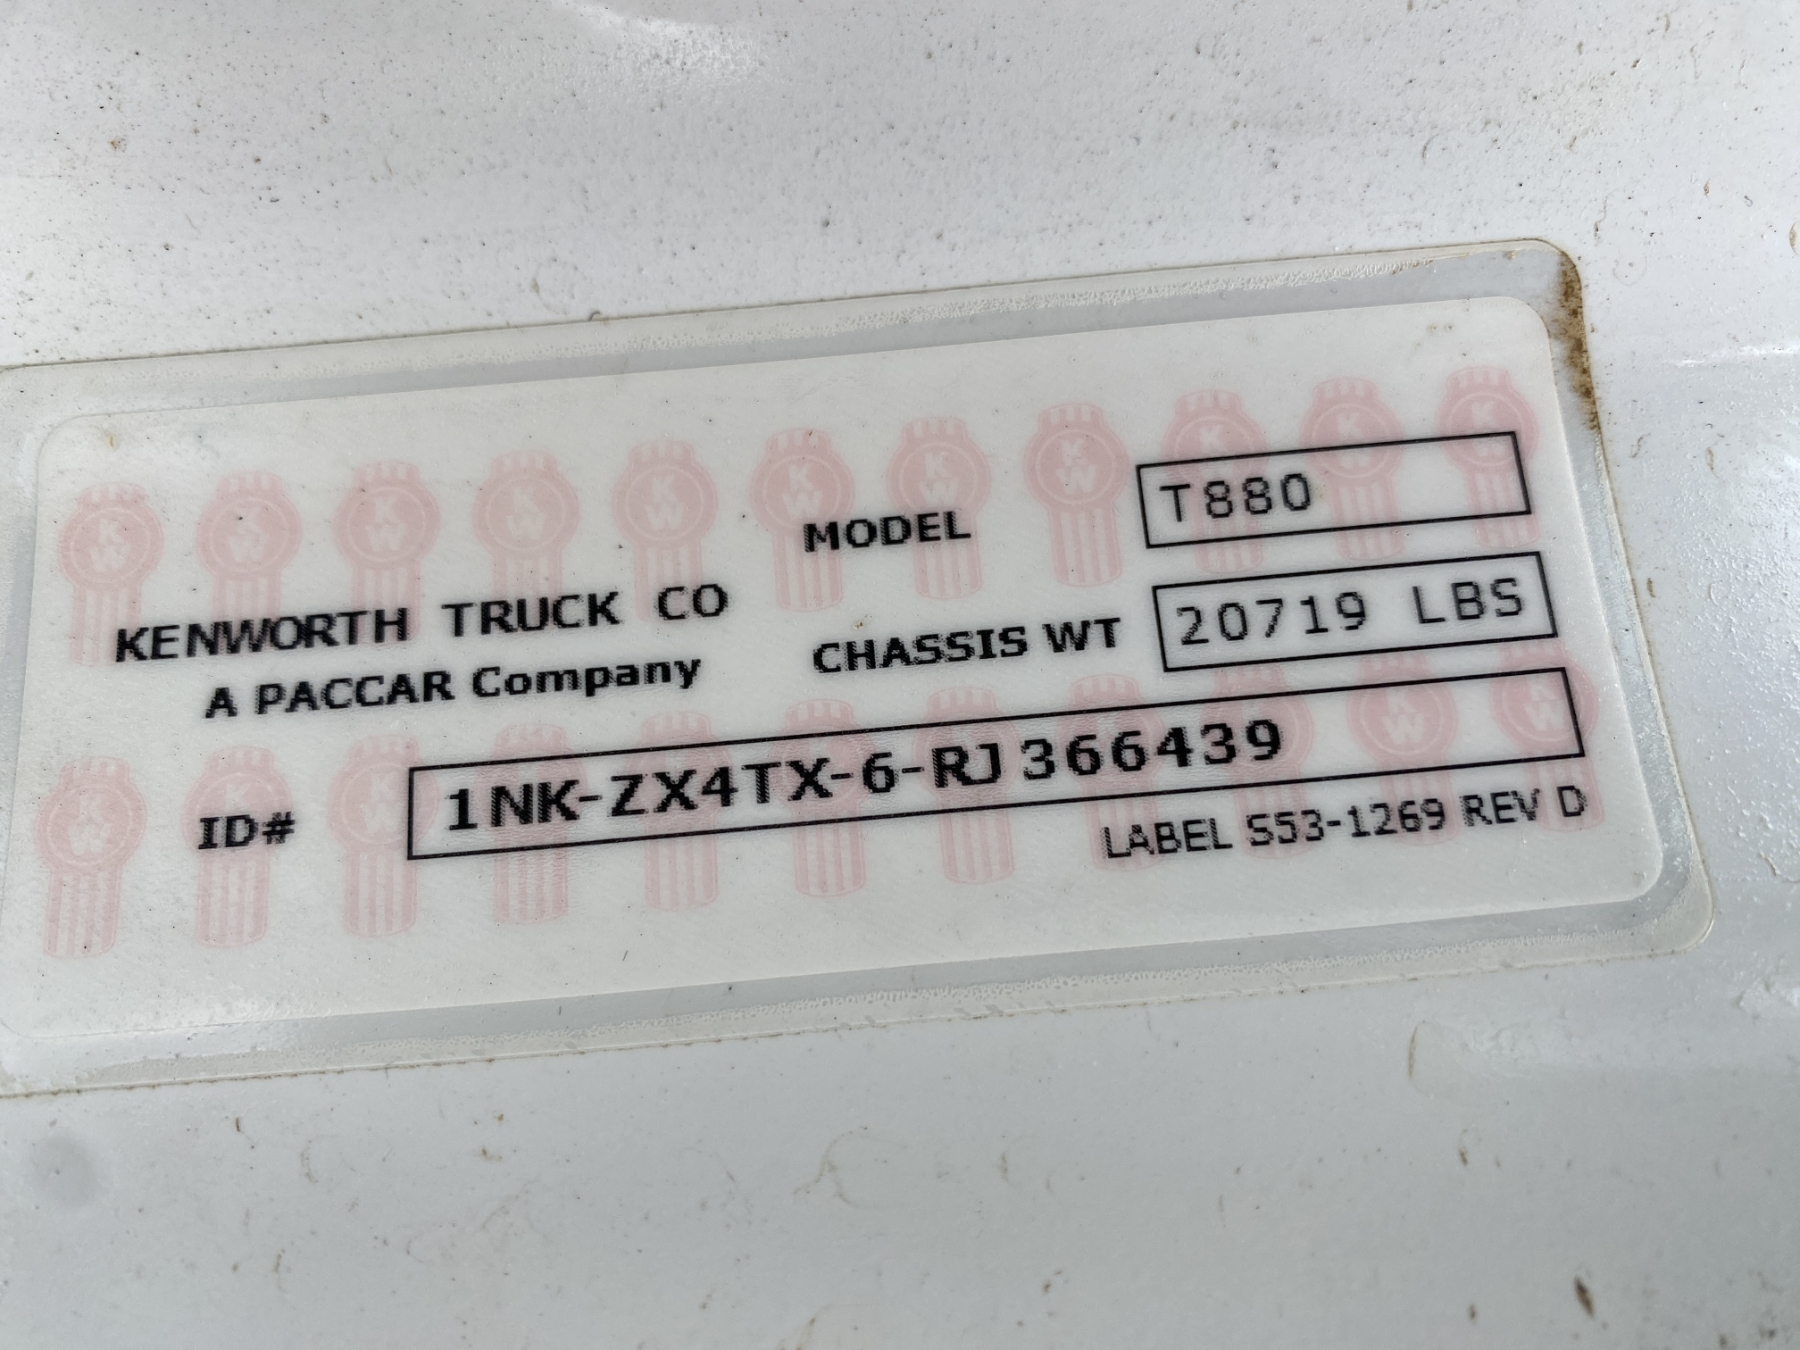 KENWORTH TRUCK CO
A PACCAR Company
MODEL T880
CHASSIS WT 20719 LBS
ID# 1NK-ZX4TX-6-RJ366439
LABEL S53-1269 REV D